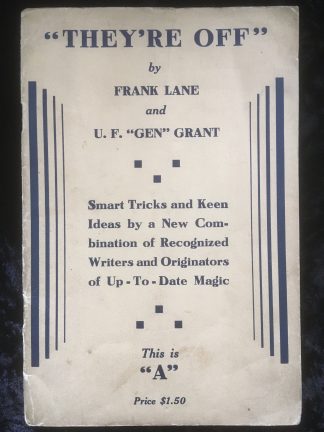 "THEY'RE OFF"
by
FRANK LANE
and
U. F. "GEN" GRANT
Smart Tricks and Keen
Ideas by a New Com-
bination of Recognized
Writers and Originators
of Up-To-Date Magic
This is
"A"
Price $1.50